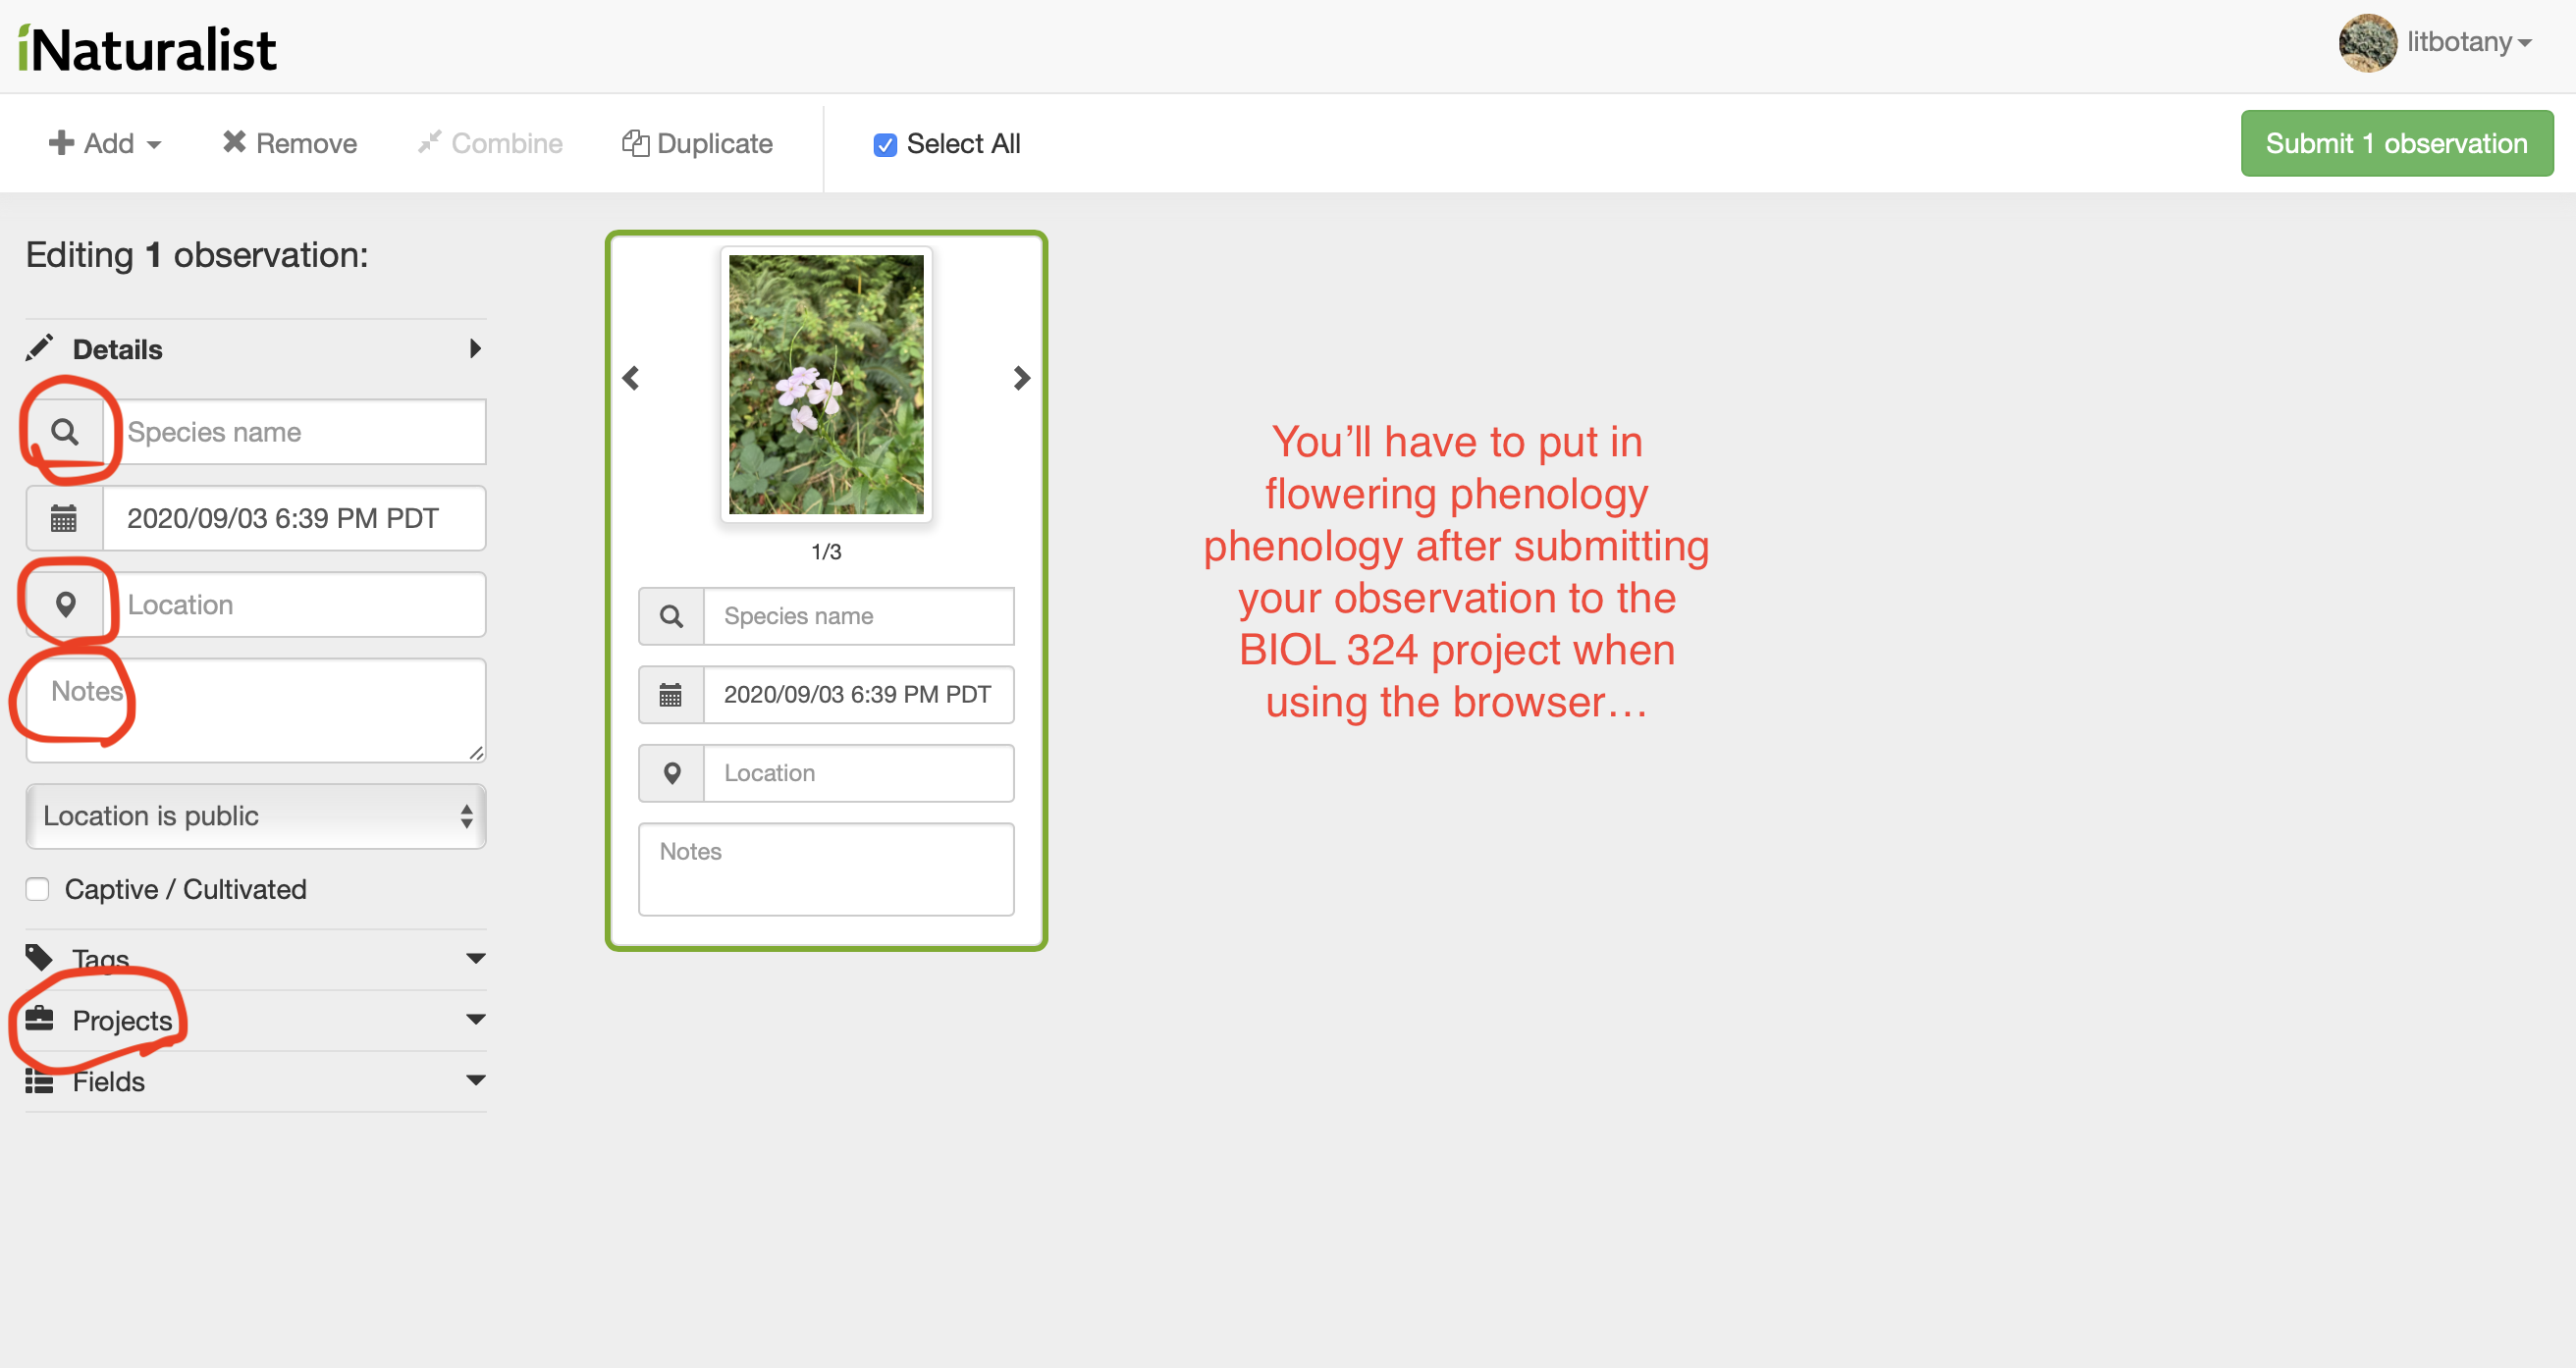 iNaturalist
litbotany
Add
Remove
Combine
Duplicate
Select All
Submit 1 observation
Editing 1 observation:
Details
Species name
2020/09/03 6:39 PM PDT
Location
Notes
Location is public
Captive / Cultivated
Tags
Projects
Fields
1/3
Species name
2020/09/03 6:39 PM PDT
Location
Notes
You’ll have to put in
flowering phenology
phenology after submitting
your observation to the
BIOL 324 project when
using the browser…